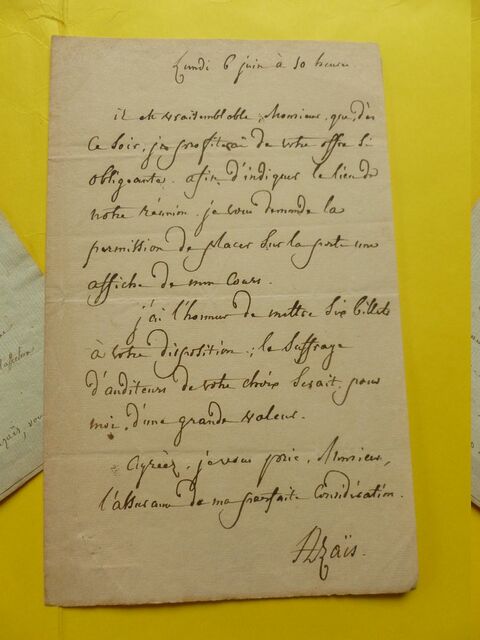 Lundi 6 juin à 10 heures
il est vraisemblable, Monsieur, que, dès
ce soir, je profiterai de votre offre si
obligeante. afin d'indiquer le lieu de
notre réunion. je vous demande la
permission de placer sur la porte une
affiche de mon Cours.
j'ai l'honneur de mettre six billets
à votre disposition; le suffrage
d'auditeurs de votre choix serait, pour
moi, d'une grande valeur.
Agréez, je vous prie, Monsieur,
l'assurance de ma parfaite Considération.
Azaïs.